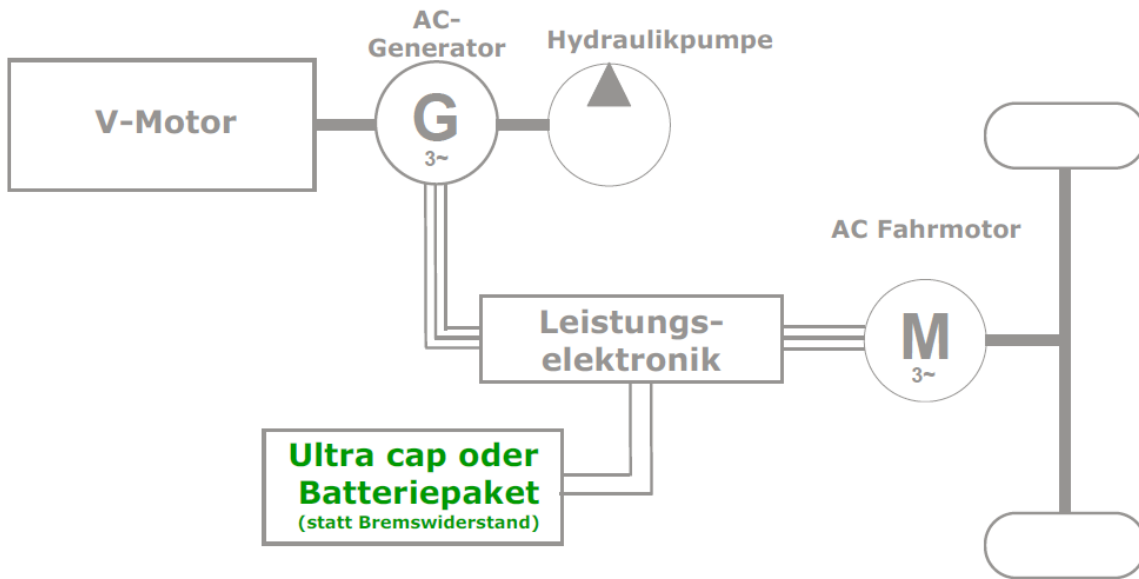 AC-
Generator
Hydraulikpumpe
V-Motor
G
3~
AC Fahrmotor
Leistungs-
elektronik
M
3~
Ultra cap oder
Batteriepaket
(statt Bremswiderstand)